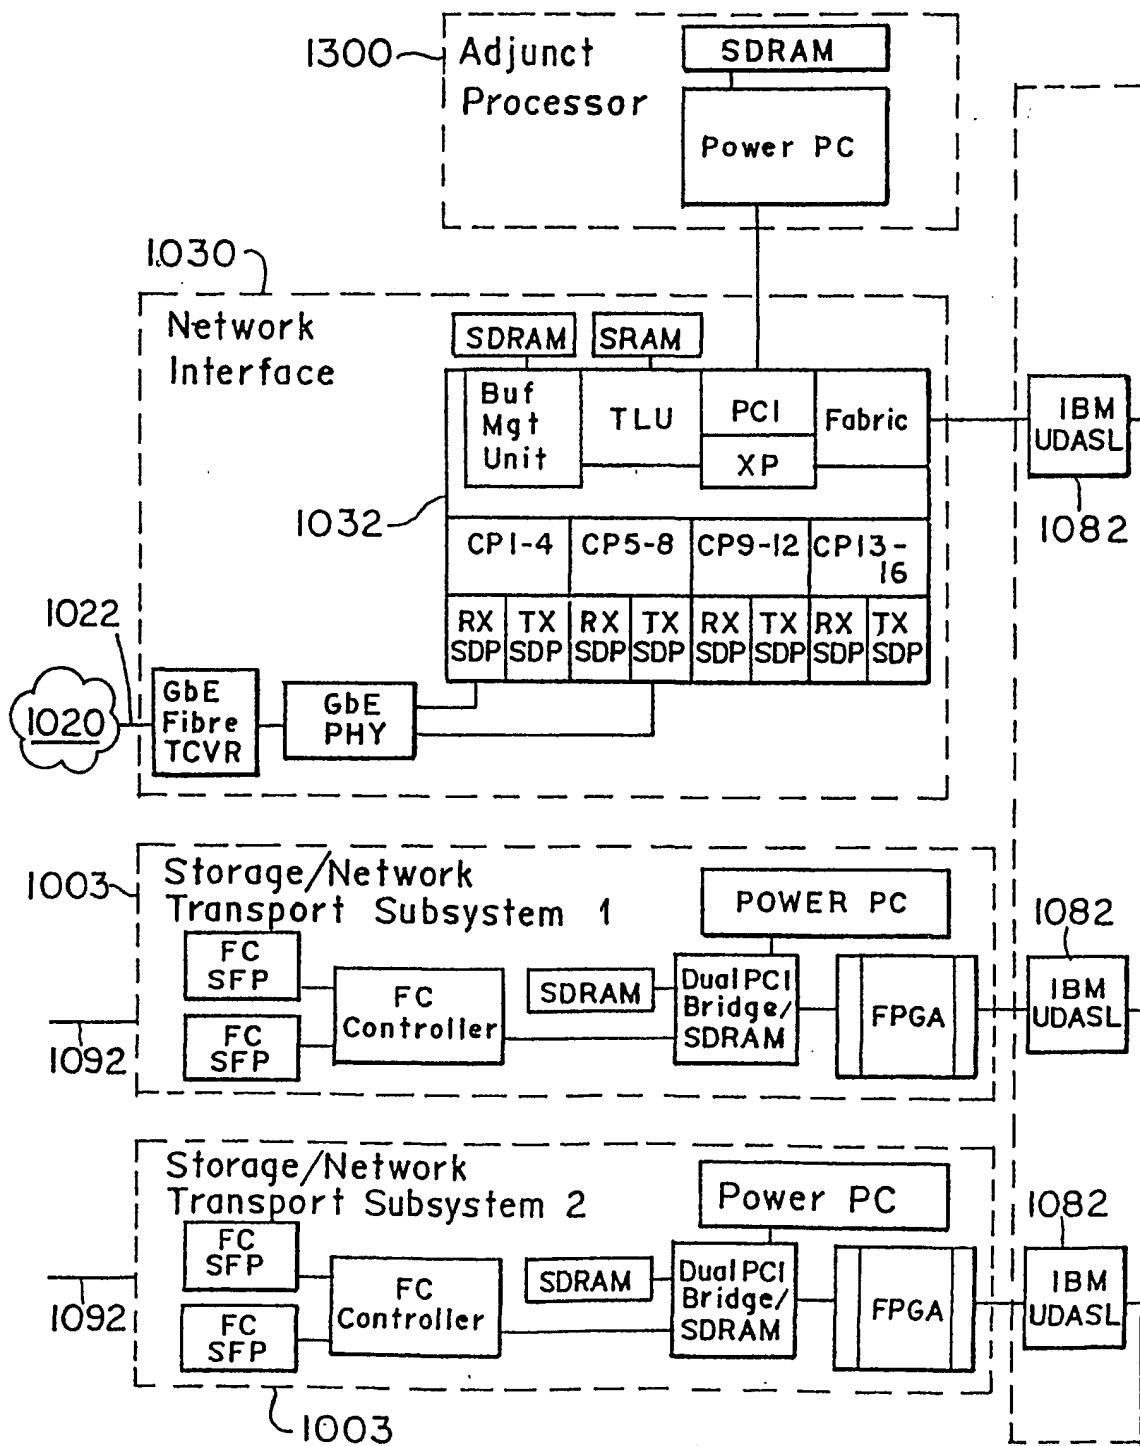 1300
Adjunct
Processor
SDRAM
Power PC
1030
Network
Interface
SDRAM
SRAM
Buf
Mgt
Unit
TLU
PCI
XP
Fabric
IBM
UDASL
1082
1032
CP1-4
CP5-8
CP9-12
CP13-
16
RX
SDP
TX
SDP
RX
SDP
TX
SDP
RX
SDP
TX
SDP
RX
SDP
TX
SDP
1022
1020
GbE
Fibre
TCVR
GbE
PHY
1003
Storage/Network
Transport Subsystem 1
POWER PC
FC
SFP
FC
SFP
FC
Controller
SDRAM
Dual PCI
Bridge/
SDRAM
FPGA
1082
IBM
UDASL
1092
Storage/Network
Transport Subsystem 2
Power PC
FC
SFP
FC
SFP
FC
Controller
SDRAM
Dual PCI
Bridge/
SDRAM
FPGA
1082
IBM
UDASL
1092
1003